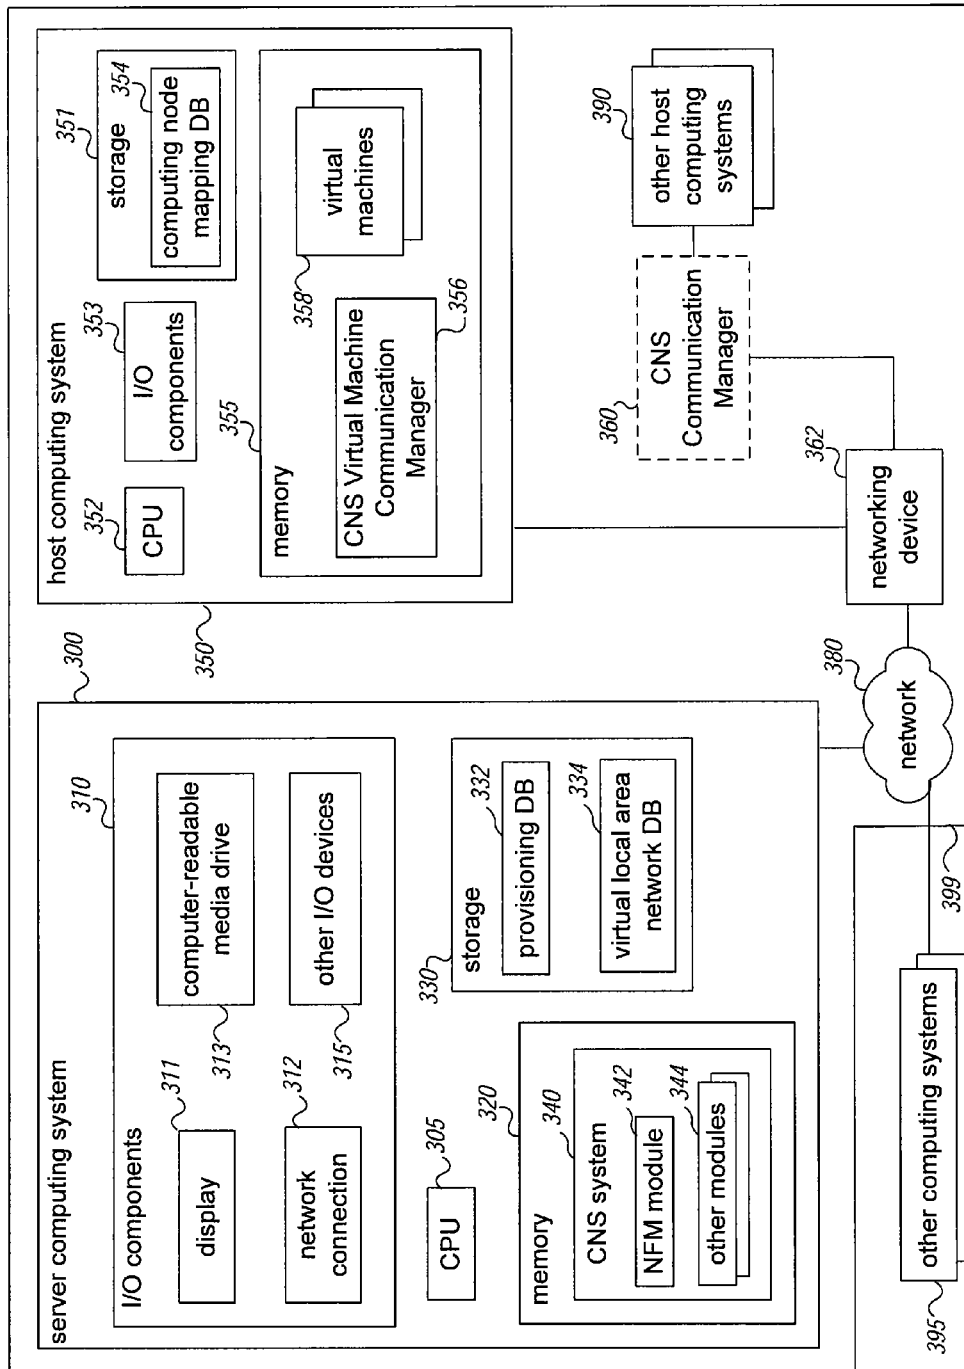 server computing system
300
I/O components
310
display
311
computer-readable
media drive
313
network
connection
312
other I/O devices
315
CPU
305
memory
320
CNS system
340
NFM module
342
other modules
344
storage
330
provisioning DB
332
virtual local area
network DB
334
host computing system
350
CPU
352
I/O
components
353
storage
351
computing node
mapping DB
354
memory
355
CNS Virtual Machine
Communication
Manager
356
virtual
machines
358
CNS
Communication
Manager
360
other host
computing
systems
390
networking
device
362
network
380
other computing systems
395
399